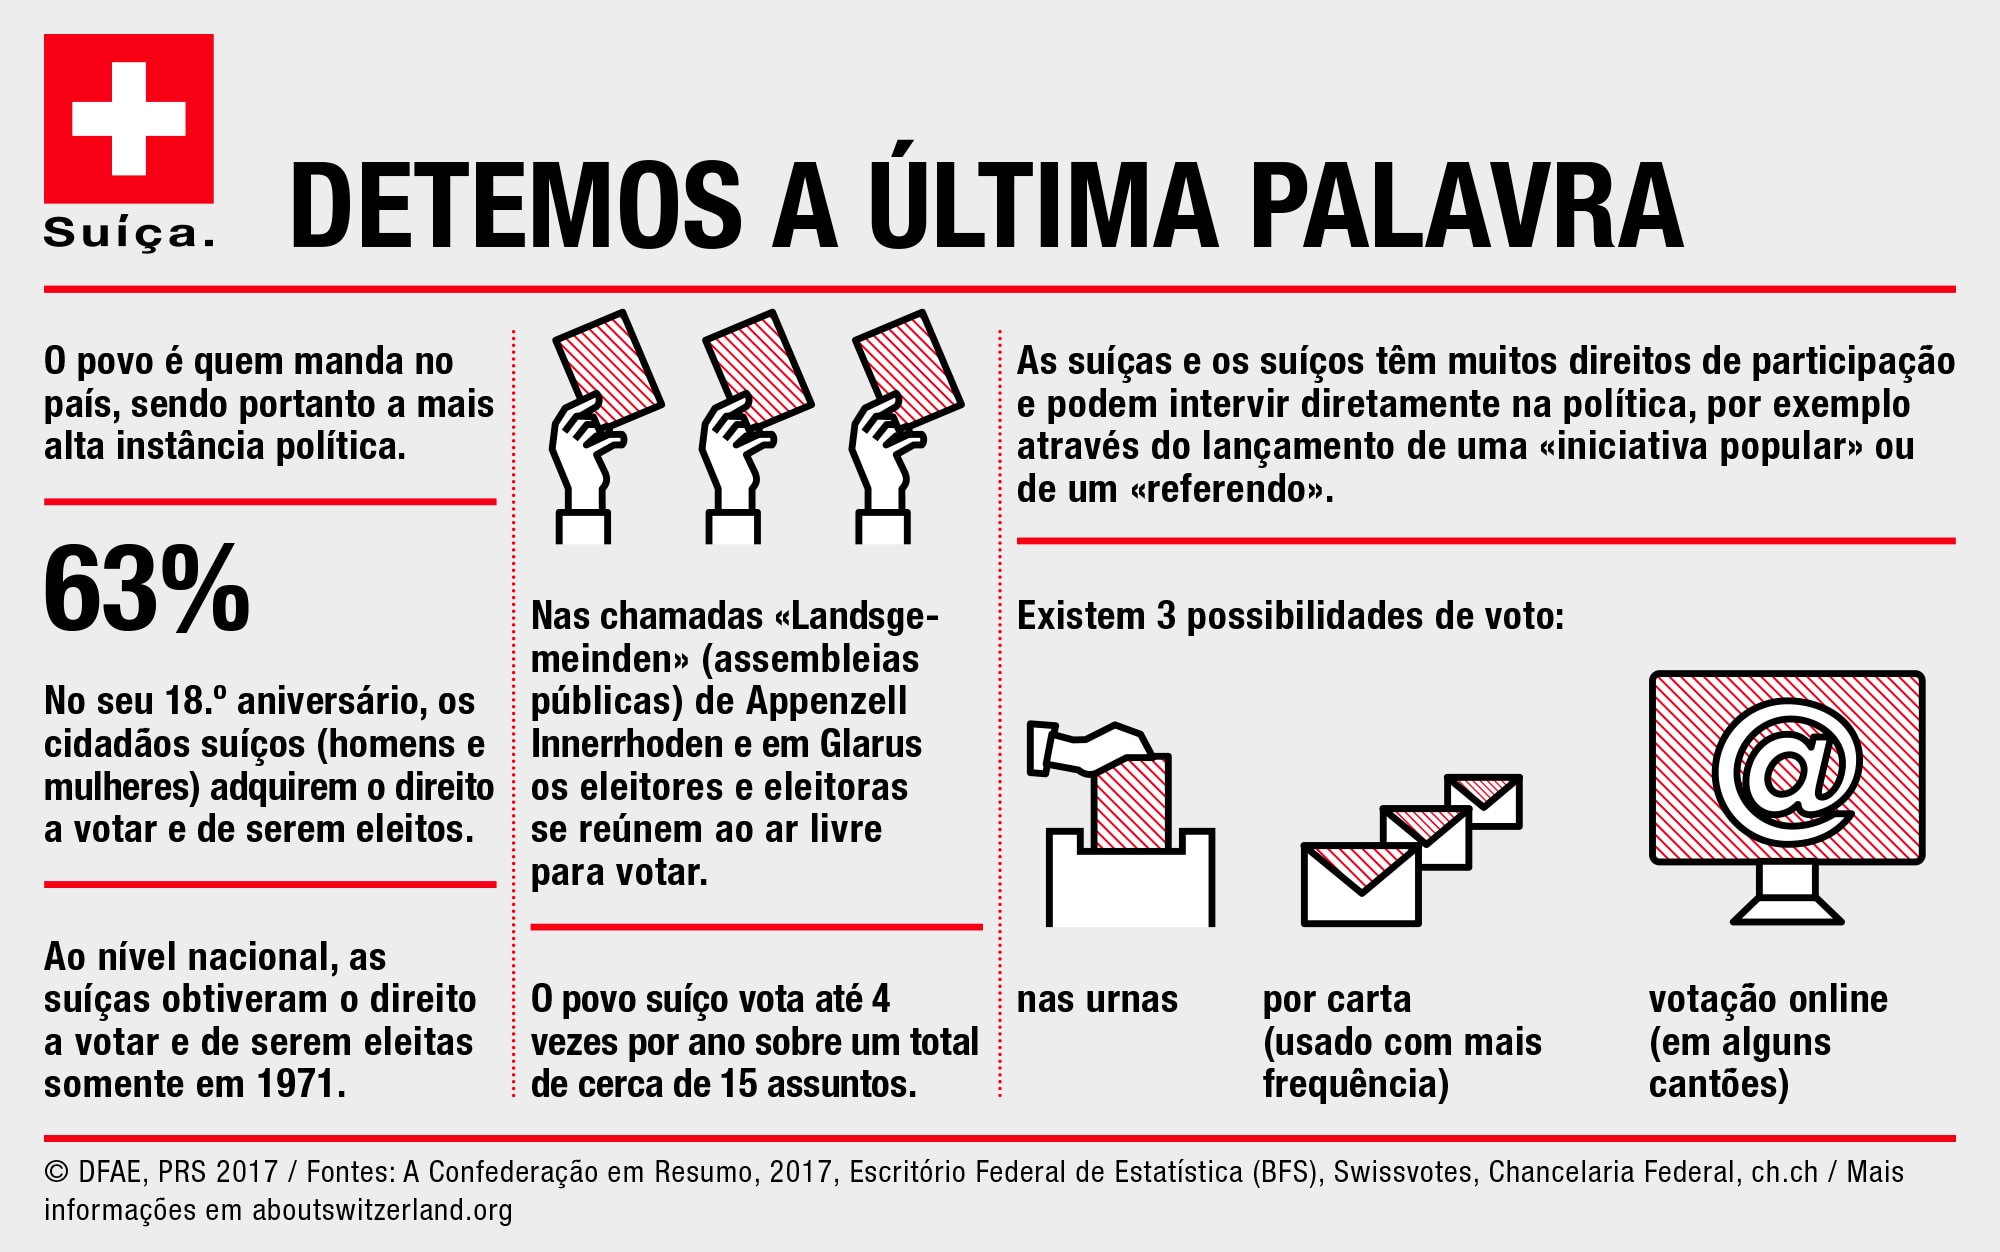 Suíça.
DETEMOS A ÚLTIMA PALAVRA
O povo é quem manda no
país, sendo portanto a mais
alta instância política.
63%
No seu 18.º aniversário, os
cidadãos suíços (homens e
mulheres) adquirem o direito
a votar e de serem eleitos.
Ao nível nacional, as
suíças obtiveram o direito
a votar e de serem eleitas
somente em 1971.
Nas chamadas «Landsge-
meinden» (assembleias
públicas) de Appenzell
Innerrhoden e em Glarus
os eleitores e eleitoras
se reúnem ao ar livre
para votar.
O povo suíço vota até 4
vezes por ano sobre um total
de cerca de 15 assuntos.
As suíças e os suíços têm muitos direitos de participação
e podem intervir diretamente na política, por exemplo
através do lançamento de uma «iniciativa popular» ou
de um «referendo».
Existem 3 possibilidades de voto:
@
nas urnas
por carta
(usado com mais
frequência)
votação online
(em alguns
cantões)
© DFAE, PRS 2017 / Fontes: A Confederação em Resumo, 2017, Escritório Federal de Estatística (BFS), Swissvotes, Chancelaria Federal, ch.ch / Mais
informações em aboutswitzerland.org